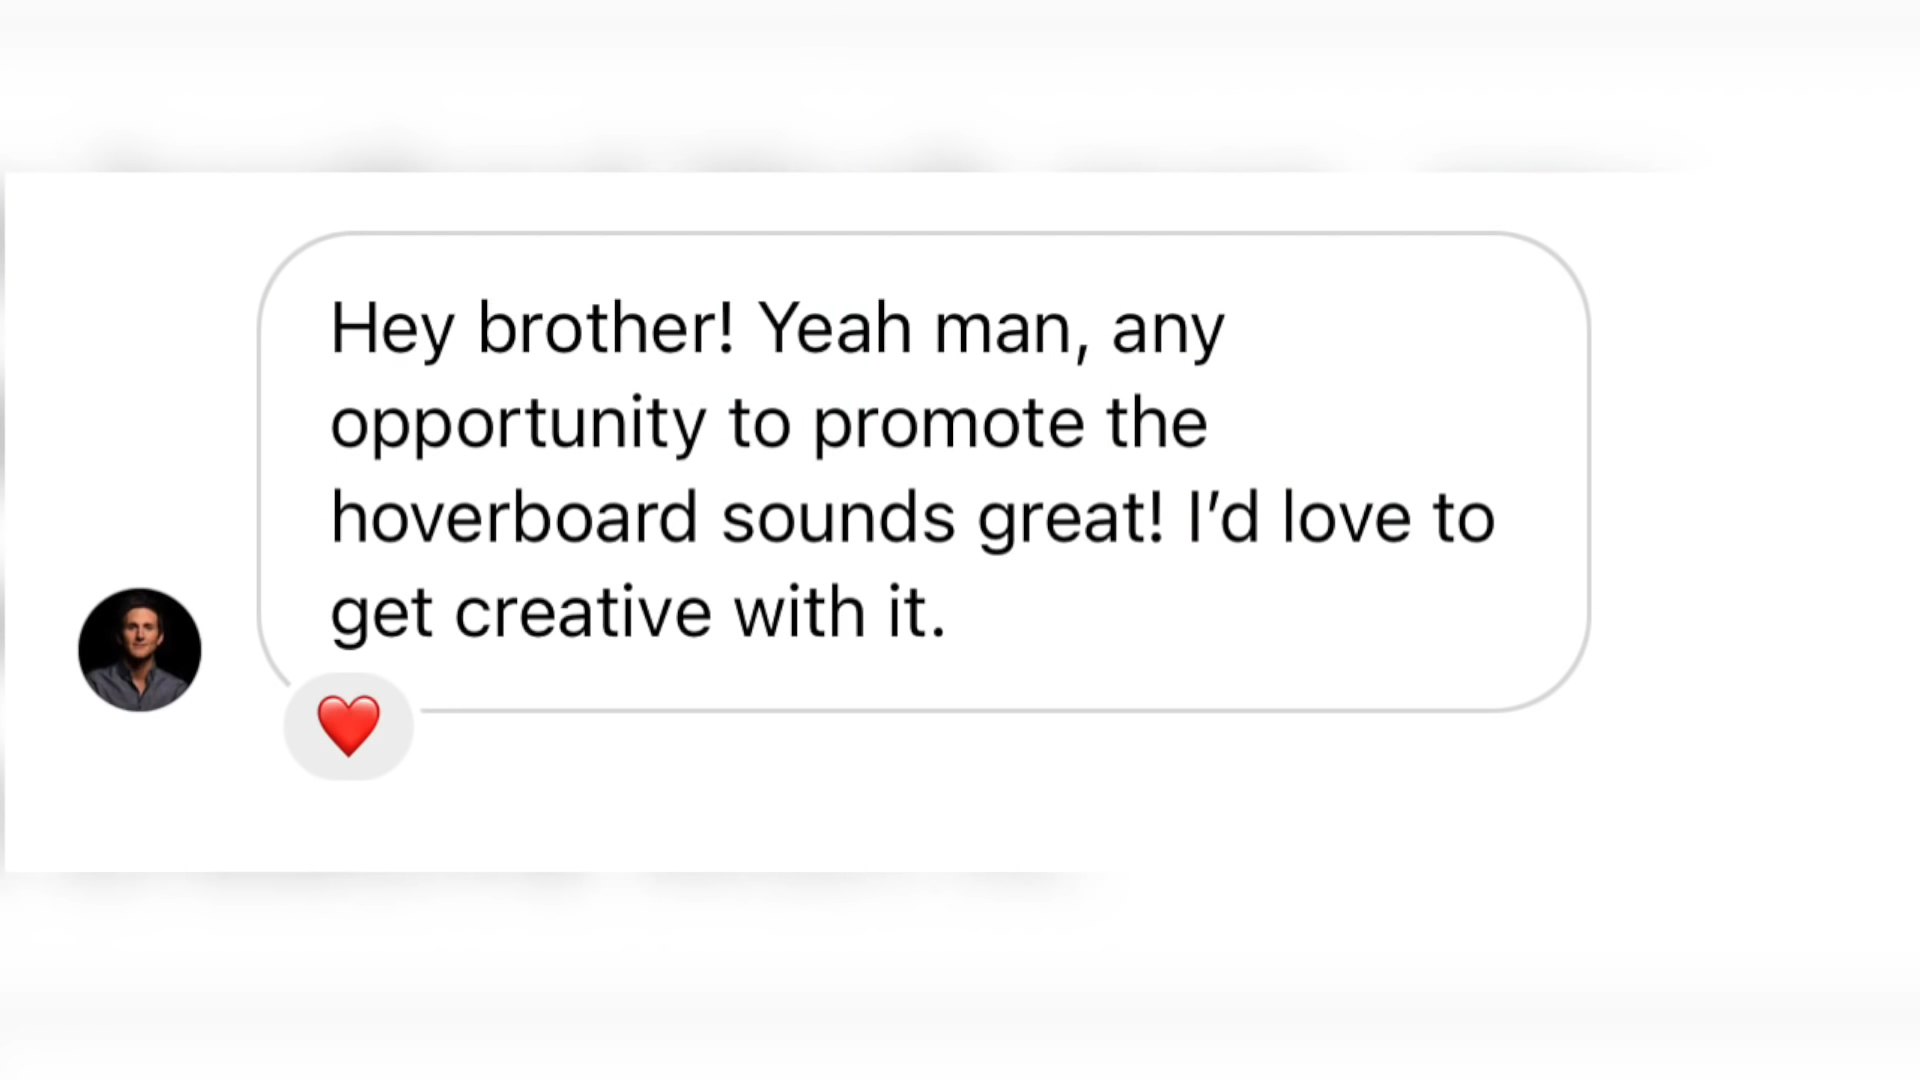 Hey brother! Yeah man, any
opportunity to promote the
hoverboard sounds great! I’d love to
get creative with it.